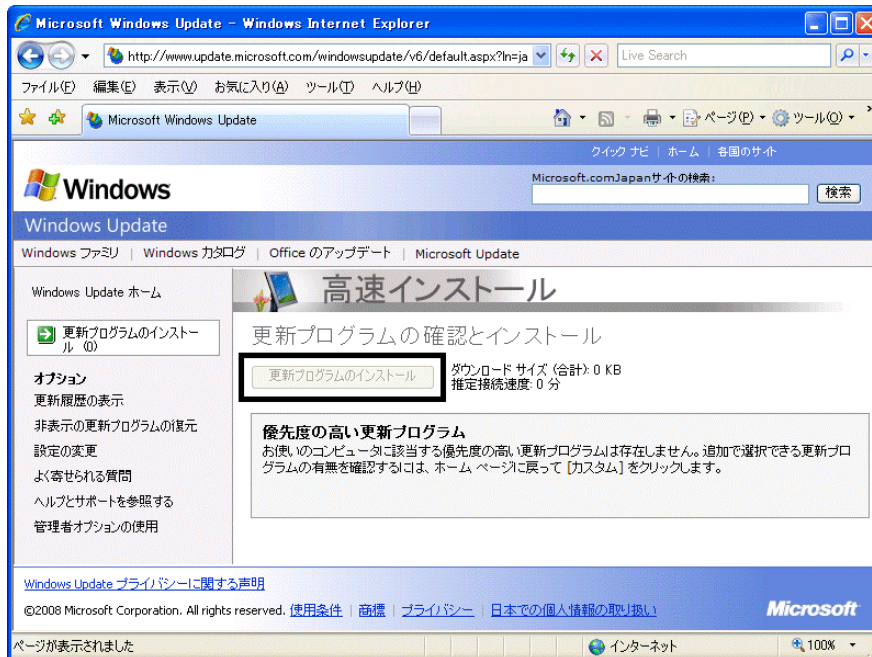 Microsoft Windows Update - Windows Internet Explorer
http://www.update.microsoft.com/windowsupdate/v6/default.aspx?ln=ja
Live Search
ファイル(F) 編集(E) 表示(V) お気に入り(A) ツール(T) ヘルプ(H)
Microsoft Windows Update
ページ(P) ツール(O)
クイック ナビ | ホーム | 各国のサイト
Windows
Microsoft.comJapanサイトの検索:
検索
Windows Update
Windows ファミリ | Windows カタログ | Office のアップデート | Microsoft Update
Windows Update ホーム
更新プログラムのインストー
ル (0)
オプション
更新履歴の表示
非表示の更新プログラムの復元
設定の変更
よく寄せられる質問
ヘルプとサポートを参照する
管理者オプションの使用
高速インストール
更新プログラムの確認とインストール
更新プログラムのインストール
ダウンロード サイズ (合計): 0 KB
推定接続速度: 0 分
優先度の高い更新プログラム
お使いのコンピュータに該当する優先度の高い更新プログラムは存在しません。追加で選択できる更新プロ
グラムの有無を確認するには、ホーム ページに戻って [カスタム] をクリックします。
Windows Update プライバシーに関する声明
©2008 Microsoft Corporation. All rights reserved. 使用条件 | 商標 | プライバシー | 日本での個人情報の取り扱い
Microsoft
ページが表示されました
インターネット
100%